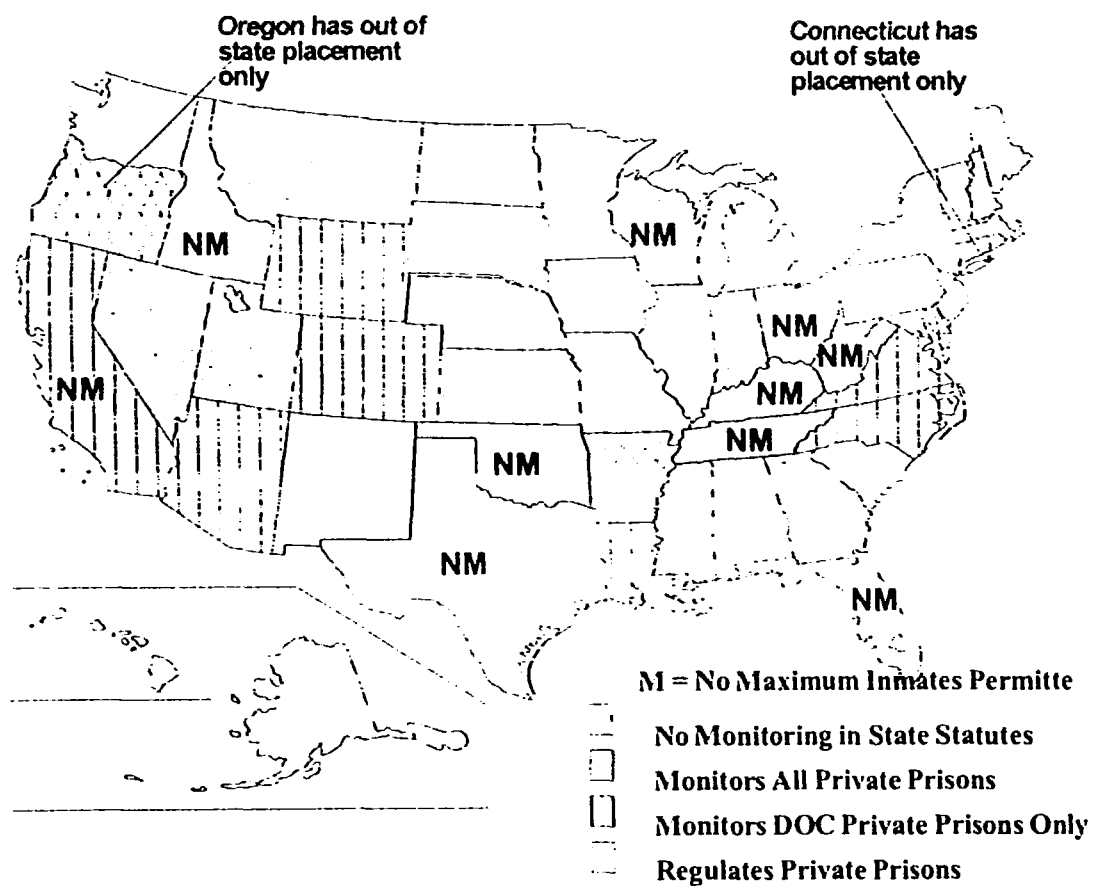 Oregon has out of
state placement
only
Connecticut has
out of state
placement only
NM
NM
NM
NM
NM
NM
NM
NM
NM
NM
M = No Maximum Inmates Permitte
No Monitoring in State Statutes
Monitors All Private Prisons
Monitors DOC Private Prisons Only
Regulates Private Prisons